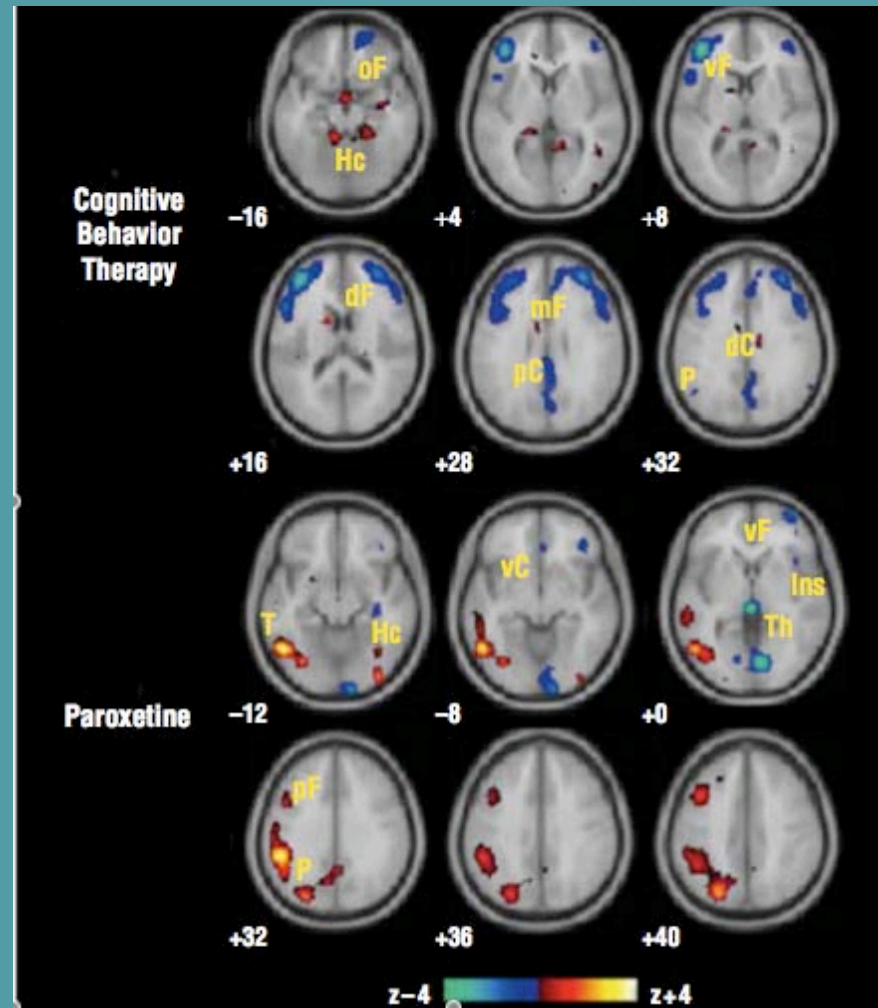 oF
Hc
vF
Cognitive
Behavior
Therapy
−16
+4
+8
dF
mF
pC
dC
P
+16
+28
+32
T
Hc
vC
vF
Ins
Th
Paroxetine
−12
−8
+0
pF
P
+32
+36
+40
z−4
z+4